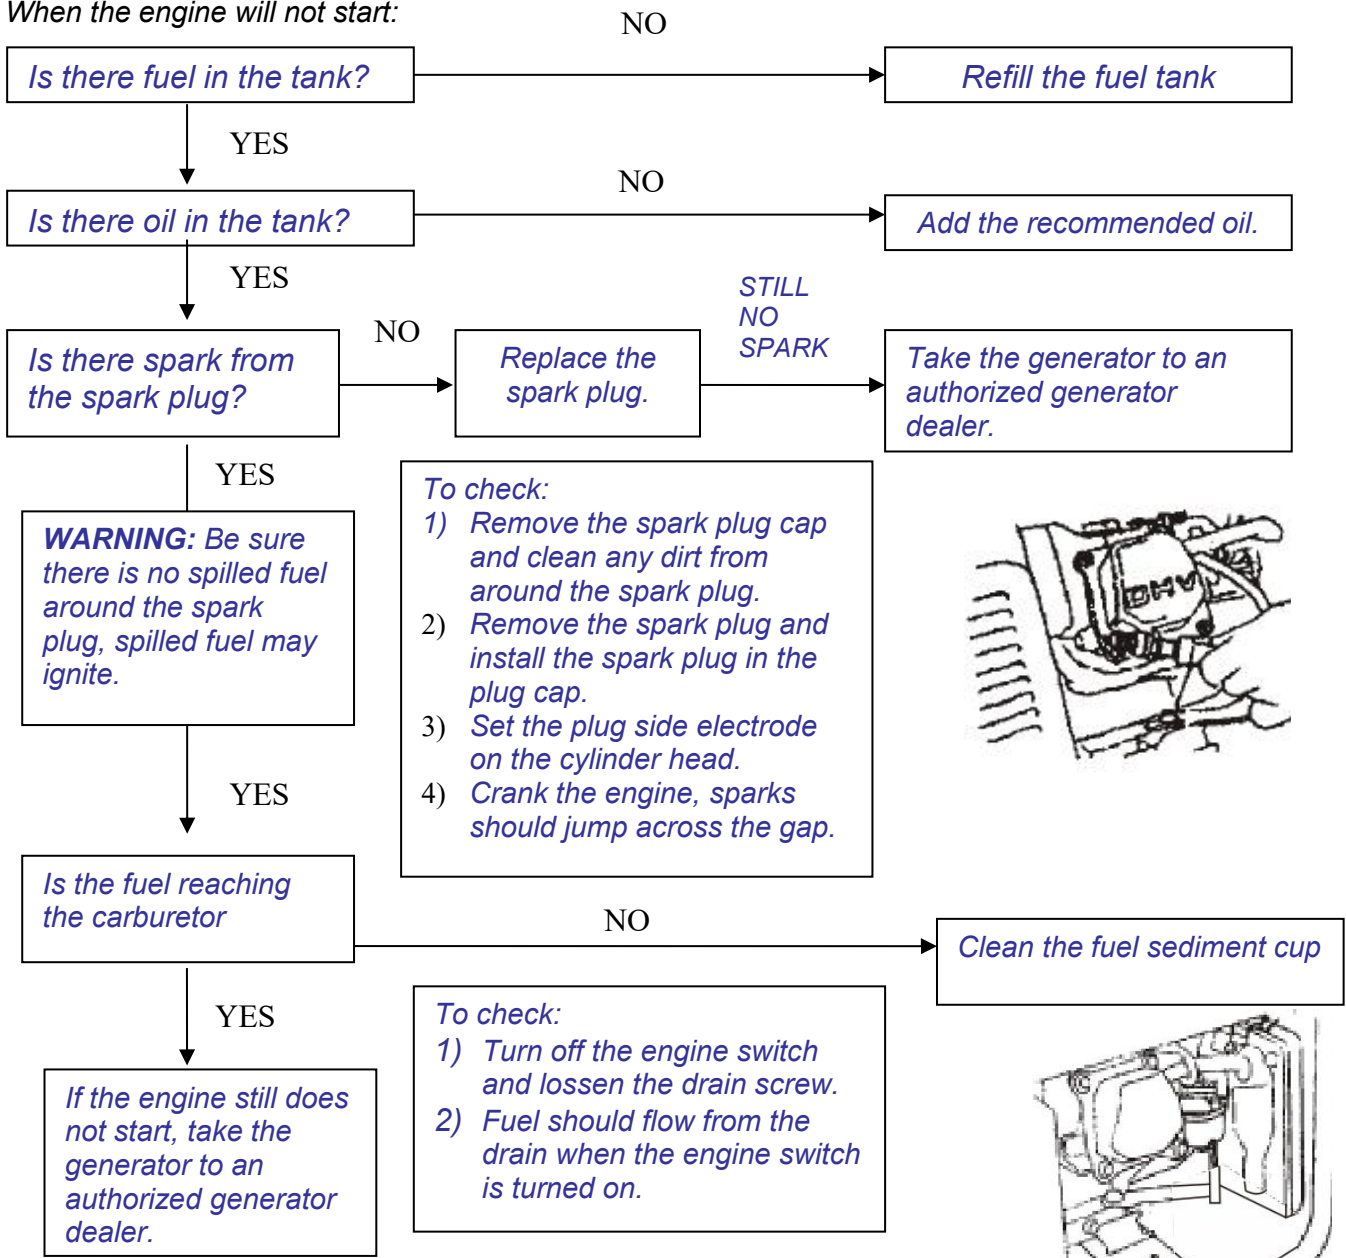 When the engine will not start:
NO
Is there fuel in the tank?
Refill the fuel tank
YES
NO
Is there oil in the tank?
Add the recommended oil.
YES
NO
STILL
NO
SPARK
Is there spark from
the spark plug?
Replace the
spark plug.
Take the generator to an
authorized generator
dealer.
YES
WARNING: Be sure
there is no spilled fuel
around the spark
plug, spilled fuel may
ignite.
To check:
1) Remove the spark plug cap
and clean any dirt from
around the spark plug.
2) Remove the spark plug and
install the spark plug in the
plug cap.
3) Set the plug side electrode
on the cylinder head.
4) Crank the engine, sparks
should jump across the gap.
OHV
YES
Is the fuel reaching
the carburetor
NO
Clean the fuel sediment cup
YES
To check:
1) Turn off the engine switch
and lossen the drain screw.
2) Fuel should flow from the
drain when the engine switch
is turned on.
If the engine still does
not start, take the
generator to an
authorized generator
dealer.